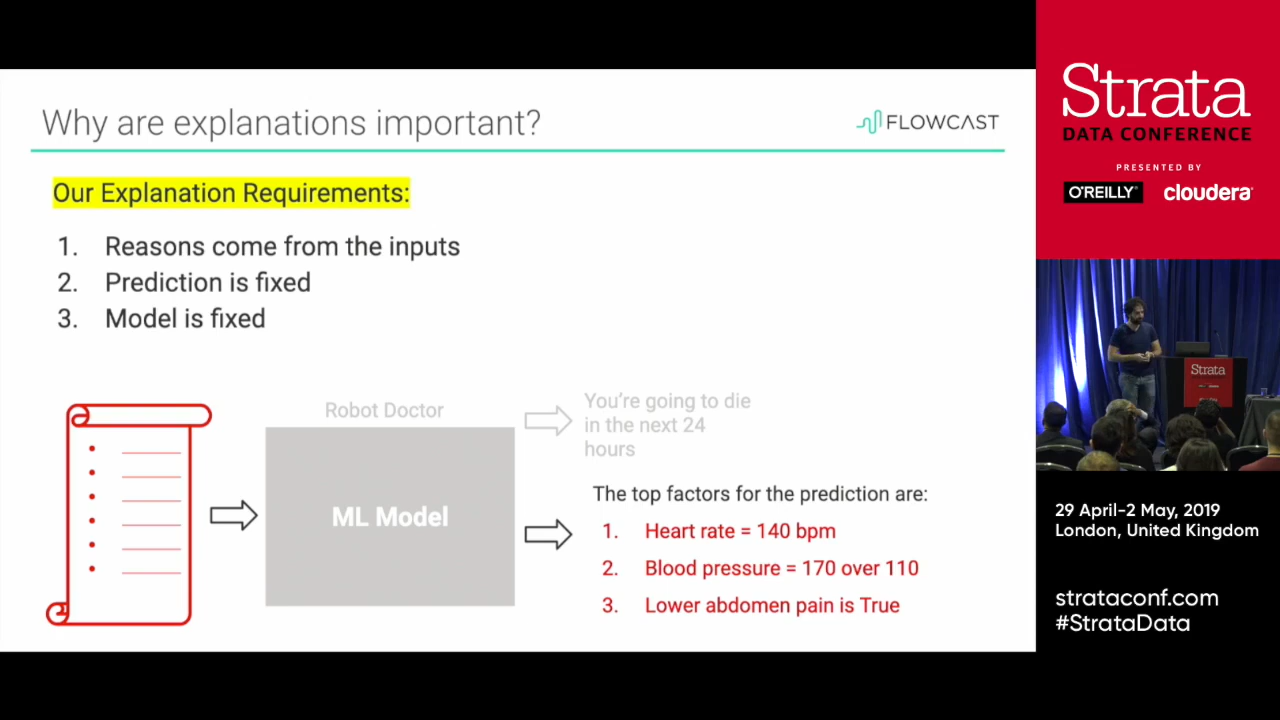 Why are explanations important?
FLOWCAST
Our Explanation Requirements:
1. Reasons come from the inputs
2. Prediction is fixed
3. Model is fixed
Robot Doctor
ML Model
You're going to die
in the next 24
hours
The top factors for the prediction are:
1. Heart rate = 140 bpm
2. Blood pressure = 170 over 110
3. Lower abdomen pain is True
Strata
DATA CONFERENCE
PRESENTED BY
O'REILLY®
cloudera®
Strata
29 April-2 May, 2019
London, United Kingdom
strataconf.com
#StrataData